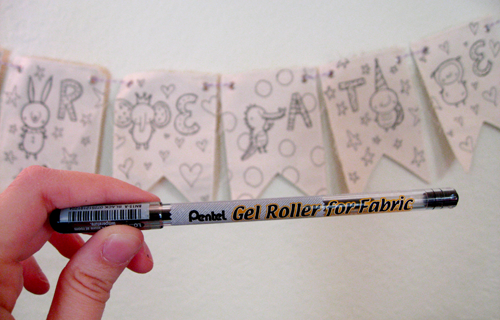 R E A T E
Pentel Gel Roller for Fabric